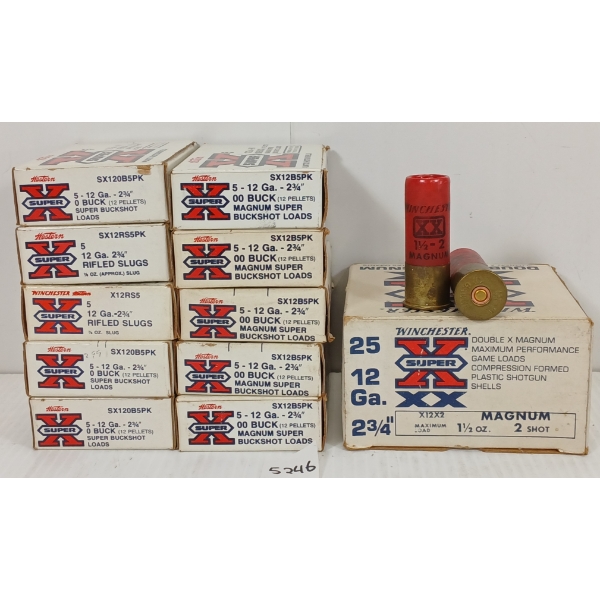 Western
X
SUPER
SX120B5PK
5 - 12 Ga. - 2¾"
0 BUCK (12 PELLETS)
SUPER BUCKSHOT
LOADS
Western
X
SUPER
SX12RS5PK
5
12 Ga. 2¾"
RIFLED SLUGS
⅞ OZ. (APPROX.) SLUG
WINCHESTER Western
X
SUPER
X12RS5
5
12 Ga.-2¾"
RIFLED SLUGS
Western
X
SUPER
SX120B5PK
5 - 12 Ga. - 2¾"
0 BUCK (12 PELLETS)
SUPER BUCKSHOT
LOADS
Western
X
SUPER
SX120B5PK
5 - 12 Ga. - 2¾"
0 BUCK (12 PELLETS)
SUPER BUCKSHOT
LOADS
Western
X
SUPER
SX12B5PK
5 - 12 Ga. - 2¾"
00 BUCK (12 PELLETS)
MAGNUM SUPER
BUCKSHOT LOADS
Western
X
SUPER
SX12B5PK
5 - 12 Ga. - 2¾"
00 BUCK (12 PELLETS)
MAGNUM SUPER
BUCKSHOT LOADS
Western
X
SUPER
SX12B5PK
5 - 12 Ga. - 2¾"
00 BUCK (12 PELLETS)
MAGNUM SUPER
BUCKSHOT LOADS
Western
X
SUPER
SX12B5PK
5 - 12 Ga. - 2¾"
00 BUCK (12 PELLETS)
MAGNUM SUPER
BUCKSHOT LOADS
Western
X
SUPER
SX12B5PK
5 - 12 Ga. - 2¾"
00 BUCK (12 PELLETS)
MAGNUM SUPER
BUCKSHOT LOADS
5246
WINCHESTER
XX
1½ - 2
MAGNUM
25
12
Ga.
2¾"
WINCHESTER
X
SUPER
XX
DOUBLE X MAGNUM
MAXIMUM PERFORMANCE
GAME LOADS
COMPRESSION FORMED
PLASTIC SHOTGUN
SHELLS
X12X2 MAGNUM
MAXIMUM LOAD 1½ OZ. 2 SHOT